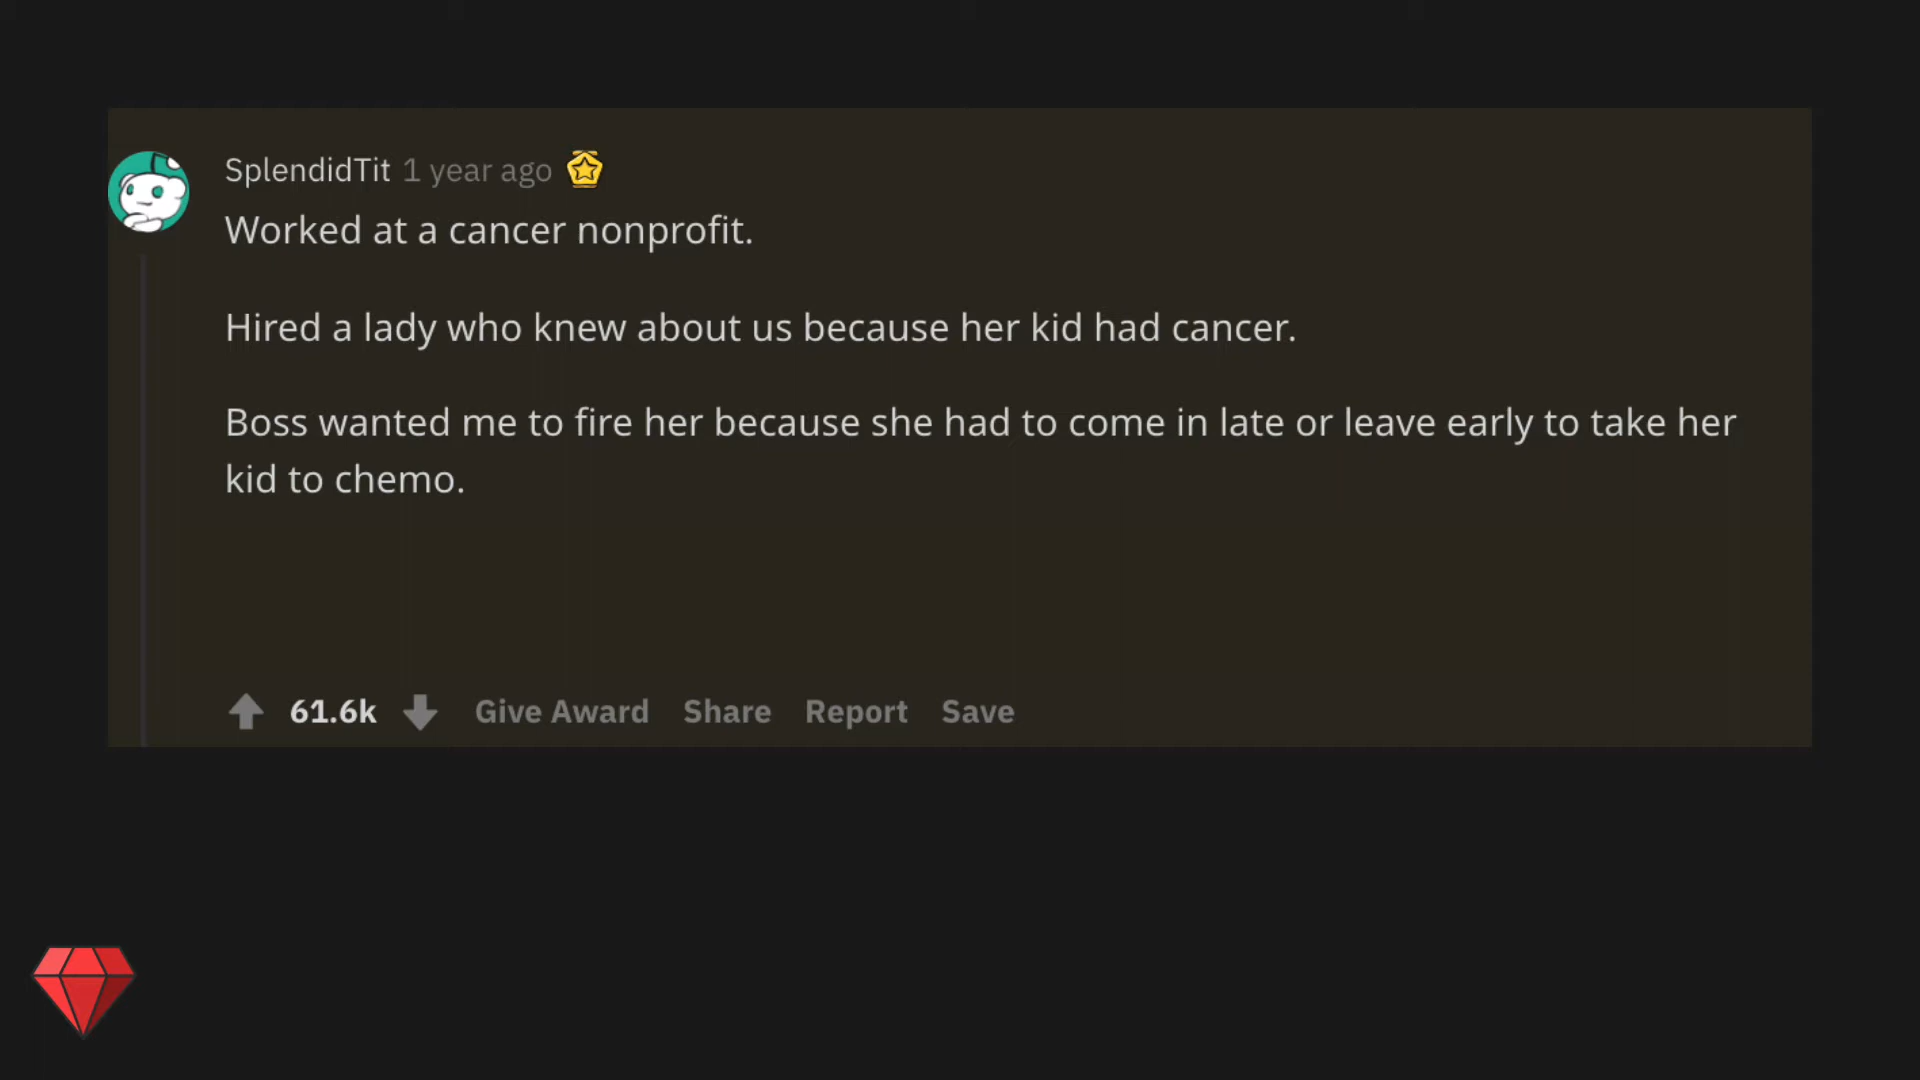 SplendidTit 1 year ago
Worked at a cancer nonprofit.
Hired a lady who knew about us because her kid had cancer.
Boss wanted me to fire her because she had to come in late or leave early to take her
kid to chemo.
61.6k Give Award Share Report Save